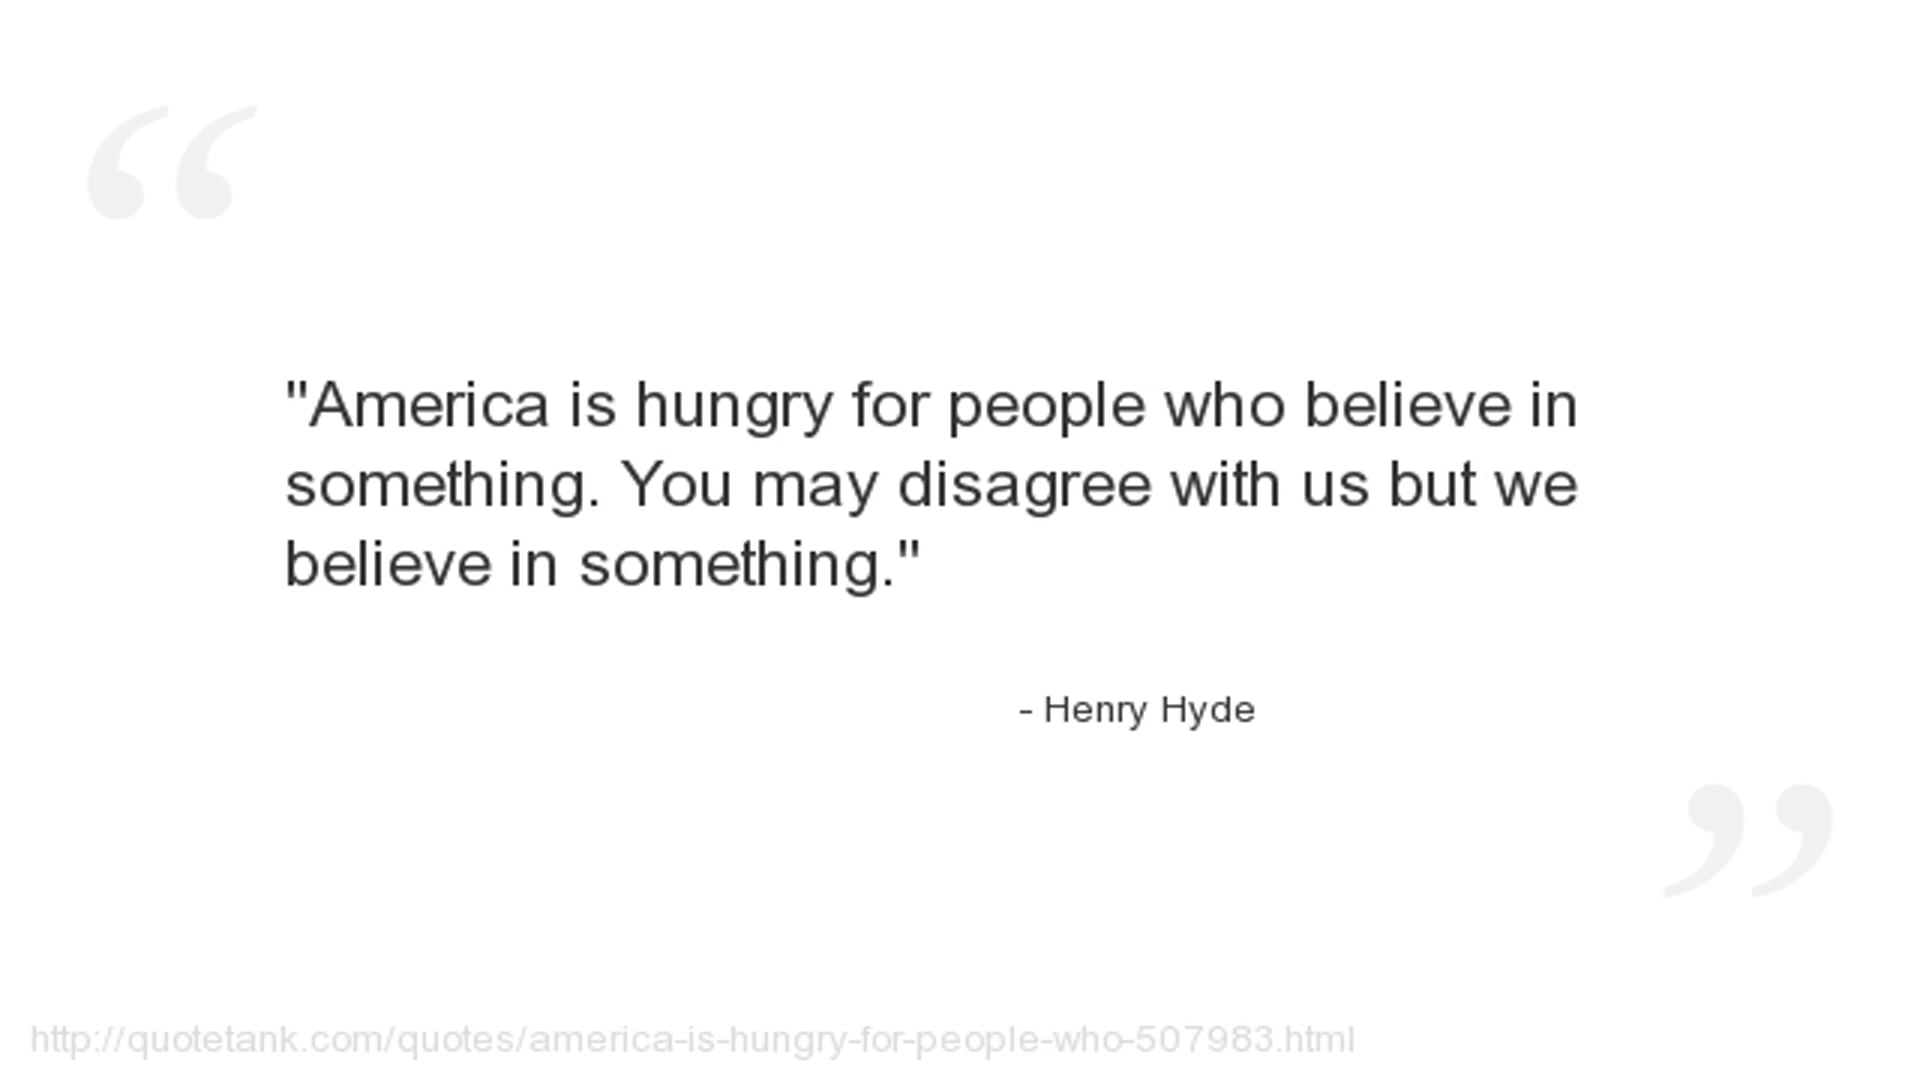 "America is hungry for people who believe in
something. You may disagree with us but we
believe in something."
- Henry Hyde
http://quotetank.com/quotes/america-is-hungry-for-people-who-507983.html